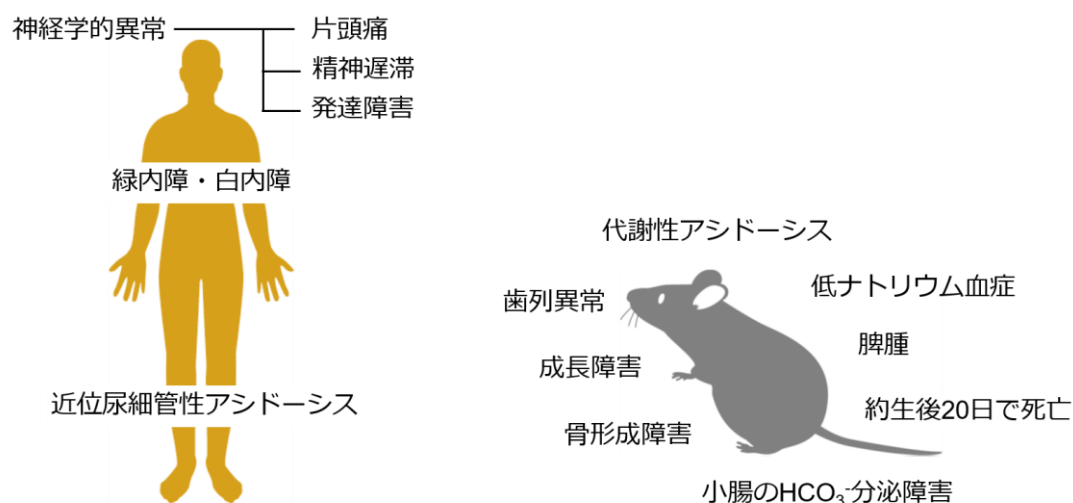 神経学的異常
片頭痛
精神遅滞
発達障害
緑内障・白内障
近位尿細管性アシドーシス
代謝性アシドーシス
低ナトリウム血症
歯列異常
脾腫
成長障害
約生後20日で死亡
骨形成障害
小腸のHCO₃⁻分泌障害